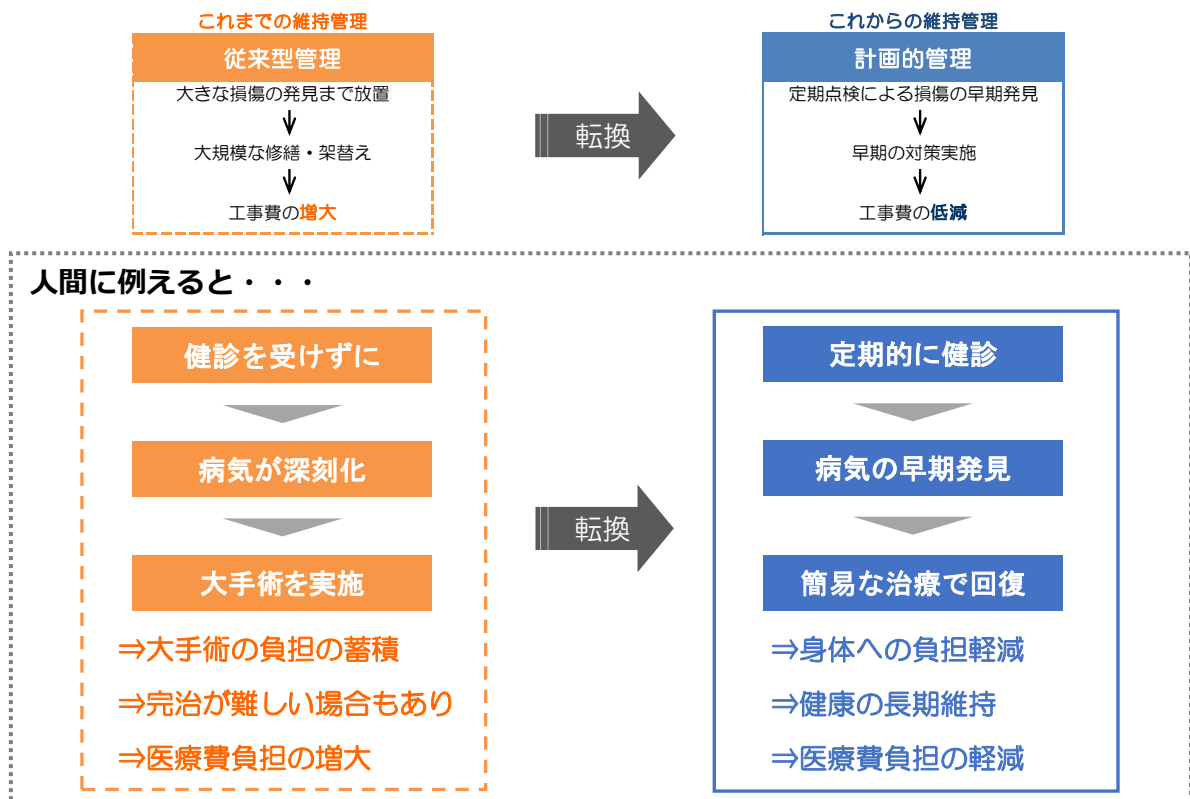 これまでの維持管理
従来型管理
大きな損傷の発見まで放置
大規模な修繕・架替え
工事費の増大
転換
これからの維持管理
計画的管理
定期点検による損傷の早期発見
早期の対策実施
工事費の低減
人間に例えると・・・
健診を受けずに
病気が深刻化
大手術を実施
⇒大手術の負担の蓄積
⇒完治が難しい場合もあり
⇒医療費負担の増大
転換
定期的に健診
病気の早期発見
簡易な治療で回復
⇒身体への負担軽減
⇒健康の長期維持
⇒医療費負担の軽減